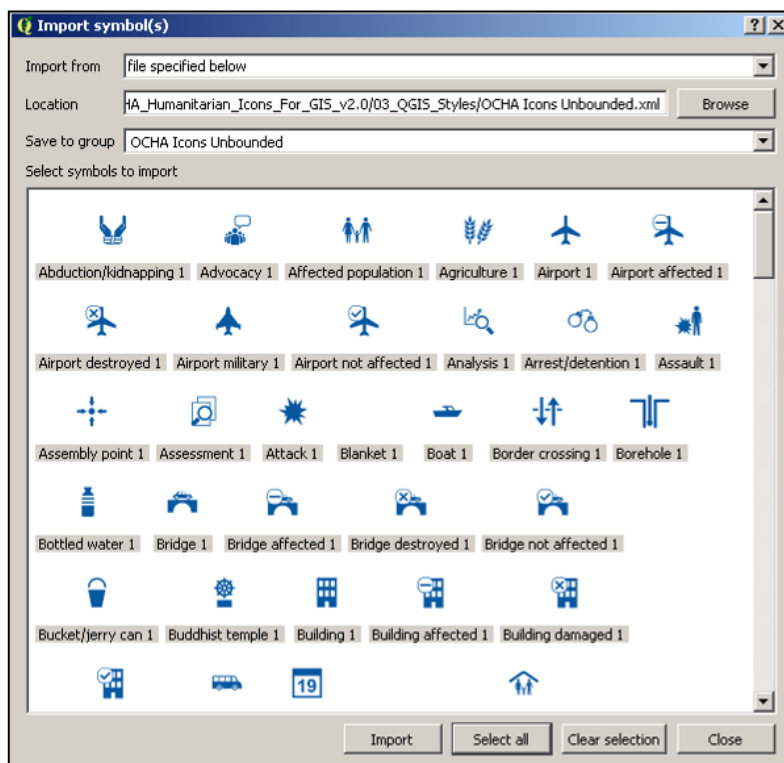 Import symbol(s)
Import from file specified below
Location HA_Humanitarian_Icons_For_GIS_v2.0/03_QGIS_Styles/OCHA Icons Unbounded.xml Browse
Save to group OCHA Icons Unbounded
Select symbols to import
Abduction/kidnapping 1 Advocacy 1 Affected population 1 Agriculture 1 Airport 1 Airport affected 1
Airport destroyed 1 Airport military 1 Airport not affected 1 Analysis 1 Arrest/detention 1 Assault 1
Assembly point 1 Assessment 1 Attack 1 Blanket 1 Boat 1 Border crossing 1 Borehole 1
Bottled water 1 Bridge 1 Bridge affected 1 Bridge destroyed 1 Bridge not affected 1
Bucket/jerry can 1 Buddhist temple 1 Building 1 Building affected 1 Building damaged 1
19
Import Select all Clear selection Close